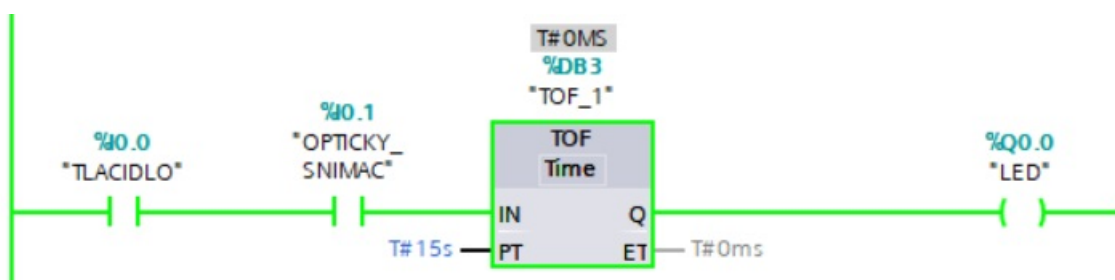 T#0MS
%DB3
"TOF_1"
%I0.0
"TLACIDLO"
%I0.1
"OPTICKY_
SNIMAC"
TOF
Time
%Q0.0
"LED"
IN
Q
T#15s
PT
ET
T#0ms